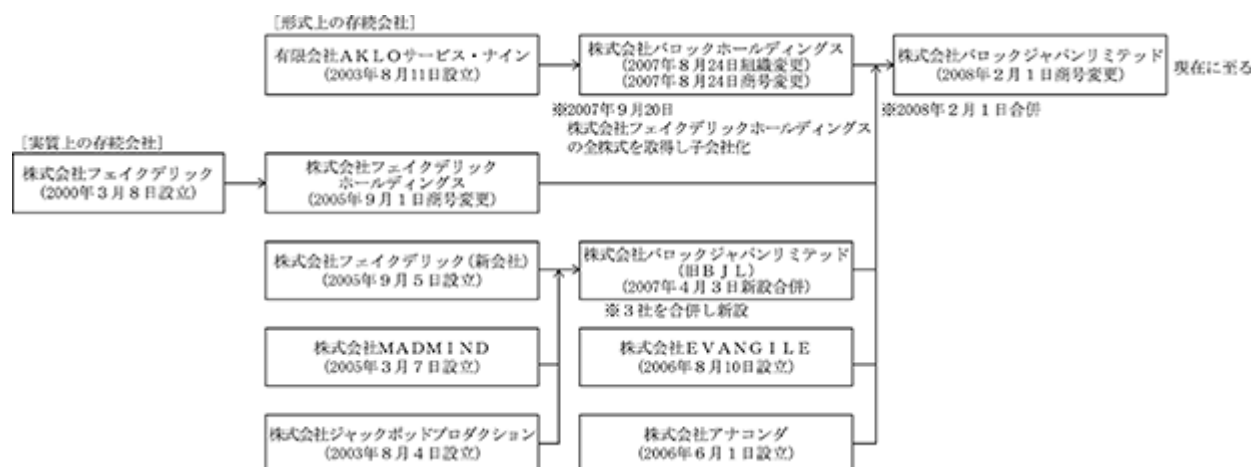 ［形式上の存続会社］
有限会社ＡＫＬＯサービス・ナイン
(2003年８月11日設立)
株式会社バロックホールディングス
(2007年８月24日組織変更)
(2007年８月24日商号変更)
株式会社バロックジャパンリミテッド
(2008年２月１日商号変更)
現在に至る
※2007年９月20日
株式会社フェイクデリックホールディングス
の全株式を取得し子会社化
※2008年２月１日合併
［実質上の存続会社］
株式会社フェイクデリック
(2000年３月８日設立)
株式会社フェイクデリック
ホールディングス
(2005年９月１日商号変更)
株式会社フェイクデリック(新会社)
(2005年９月５日設立)
株式会社バロックジャパンリミテッド
(旧ＢＪＬ)
(2007年４月３日新設合併)
※３社を合併し新設
株式会社ＭＡＤＭＩＮＤ
(2005年３月７日設立)
株式会社ＥＶＡＮＧＩＬＥ
(2006年８月10日設立)
株式会社ジャックポッドプロダクション
(2003年８月４日設立)
株式会社アナコンダ
(2006年６月１日設立)